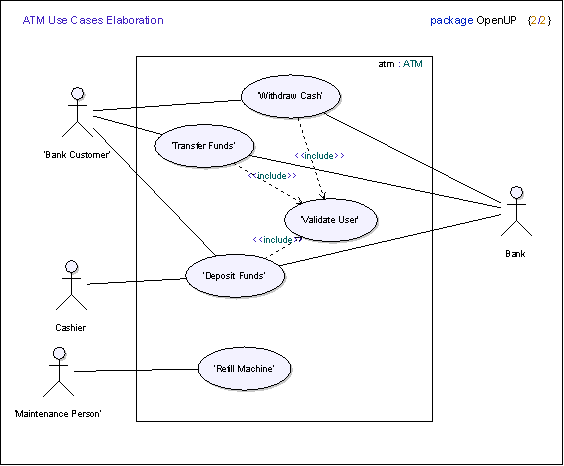 ATM Use Cases Elaboration
package OpenUP {2/2}
atm : ATM
'Withdraw Cash'
'Bank Customer'
'Transfer Funds'
<<include>>
<<include>>
'Validate User'
<<include>>
Bank
'Deposit Funds'
Cashier
'Refill Machine'
'Maintenance Person'